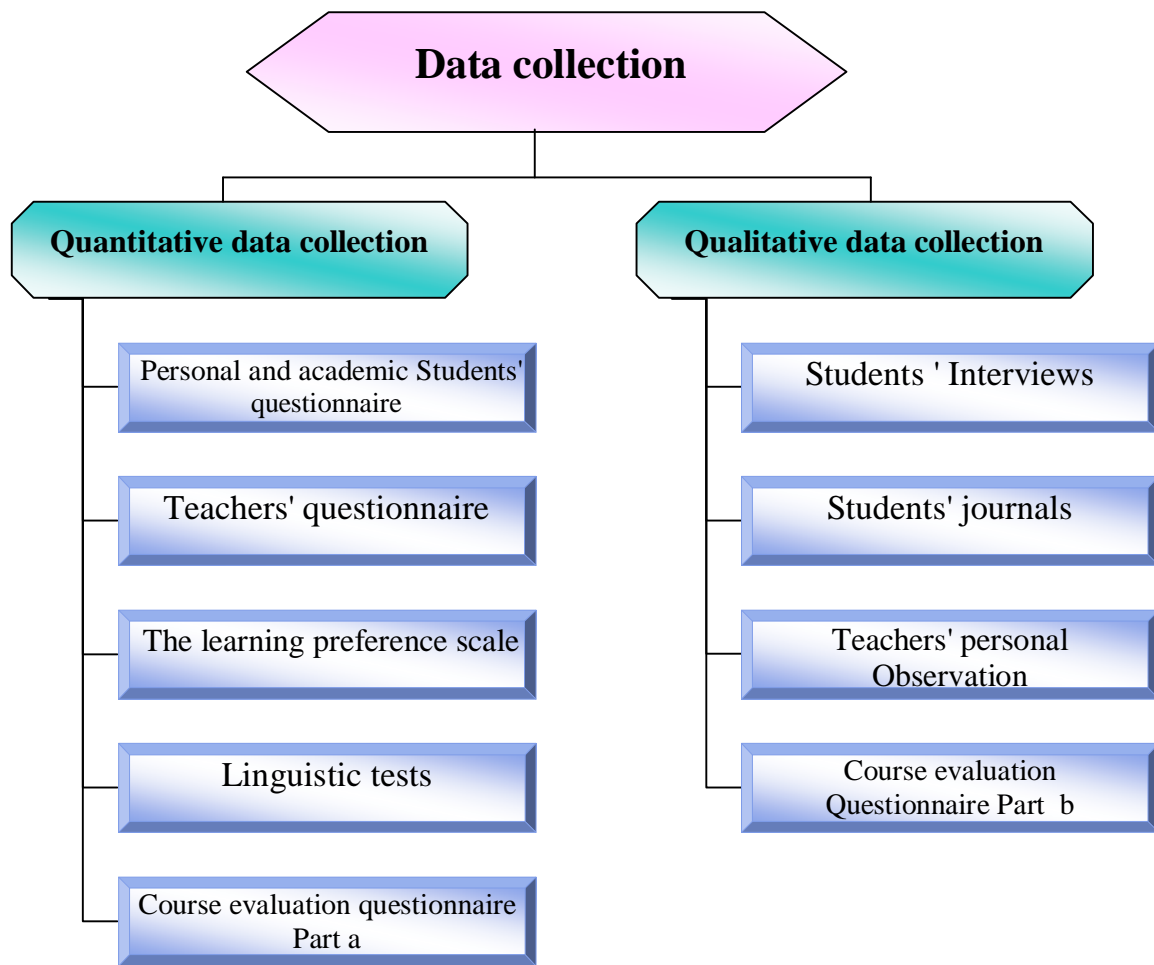 Data collection
Quantitative data collection
Personal and academic Students'
questionnaire
Teachers' questionnaire
The learning preference scale
Linguistic tests
Course evaluation questionnaire
Part a
Qualitative data collection
Students ' Interviews
Students' journals
Teachers' personal
Observation
Course evaluation
Questionnaire Part  b